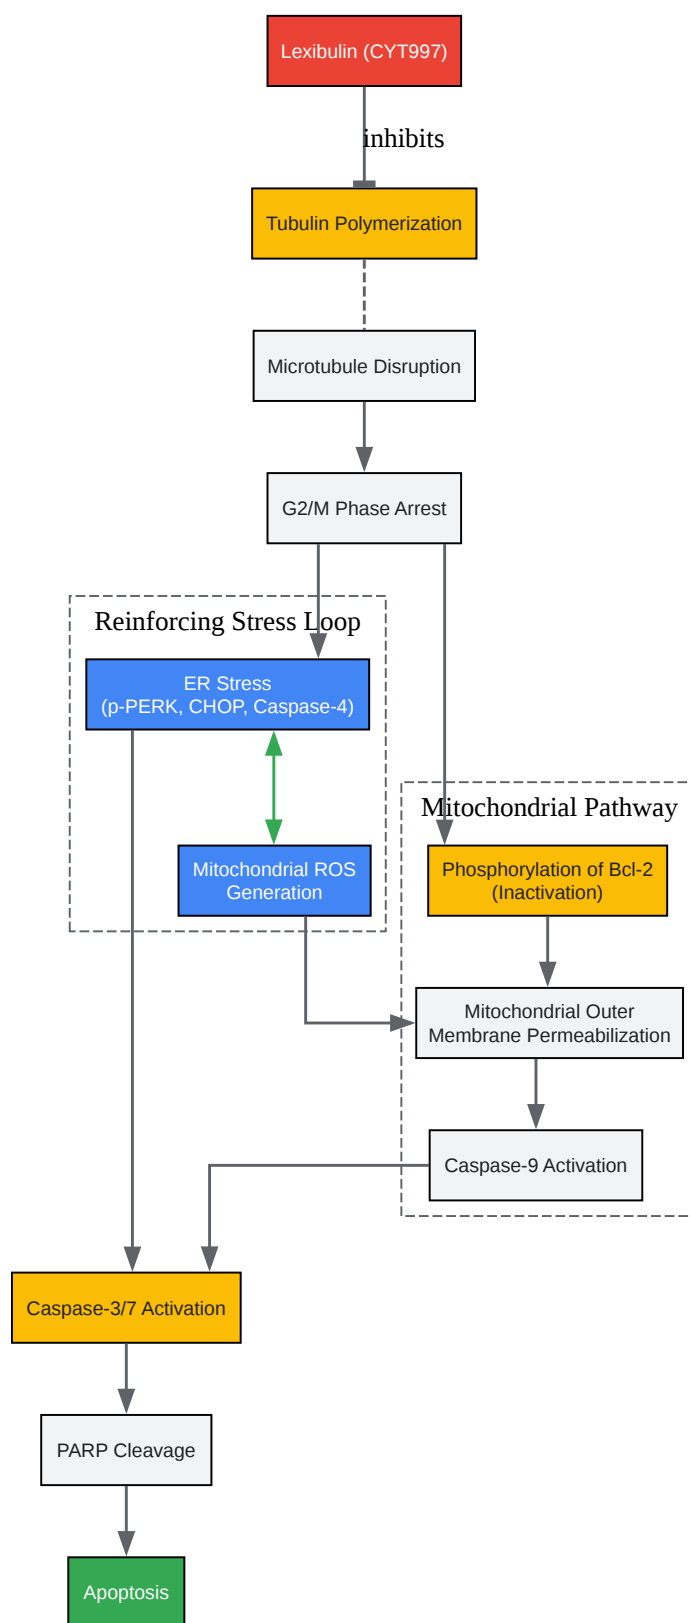 Lexibulin (CYT997)
inhibits
Tubulin Polymerization
Microtubule Disruption
G2/M Phase Arrest
Reinforcing Stress Loop
ER Stress
(p-PERK, CHOP, Caspase-4)
Mitochondrial Pathway
Mitochondrial ROS
Generation
Phosphorylation of Bcl-2
(Inactivation)
Mitochondrial Outer
Membrane Permeabilization
Caspase-9 Activation
Caspase-3/7 Activation
PARP Cleavage
Apoptosis